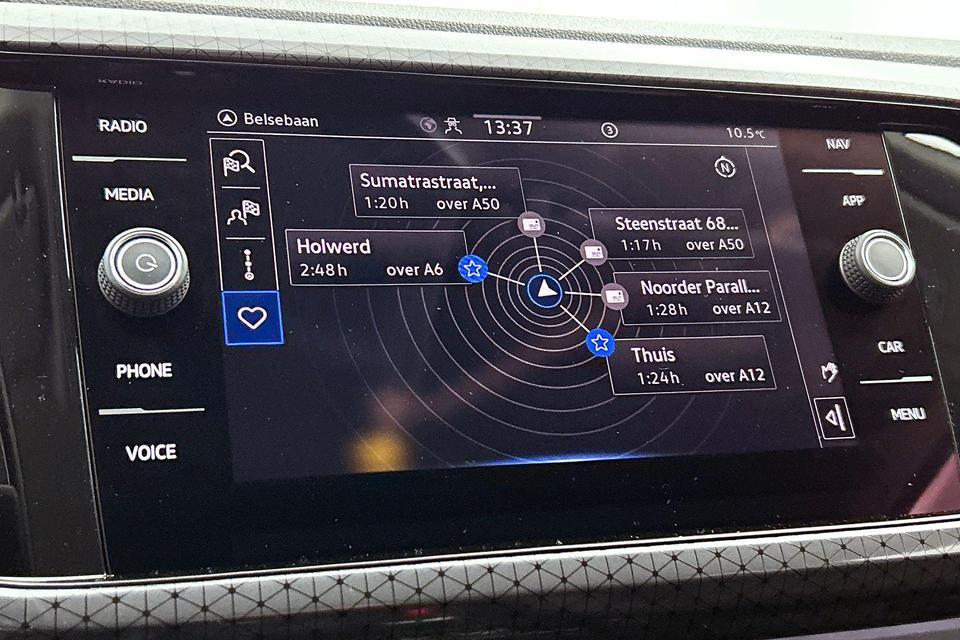 RADIO
MEDIA
PHONE
VOICE
Belsebaan
13:37
3
10.5°C
N
Sumatrastraat,...
1:20h over A50
Holwerd
2:48h over A6
Steenstraat 68...
1:17h over A50
Noorder Parall...
1:28h over A12
Thuis
1:24h over A12
NAV
APP
CAR
MENU